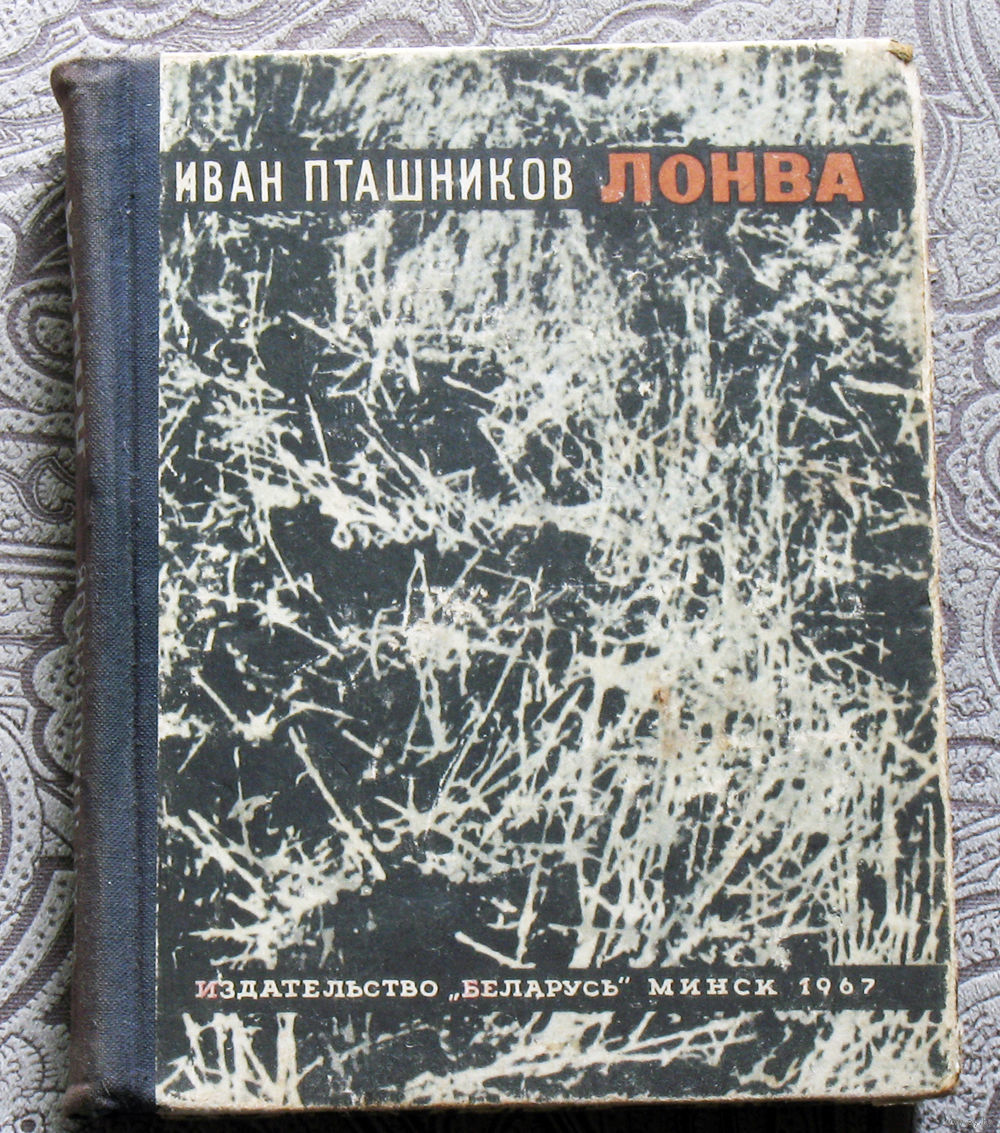 ИВАН ПТАШНИКОВ ЛОНВА
ИЗДАТЕЛЬСТВО „БЕЛАРУСЬ" МИНСК 1967